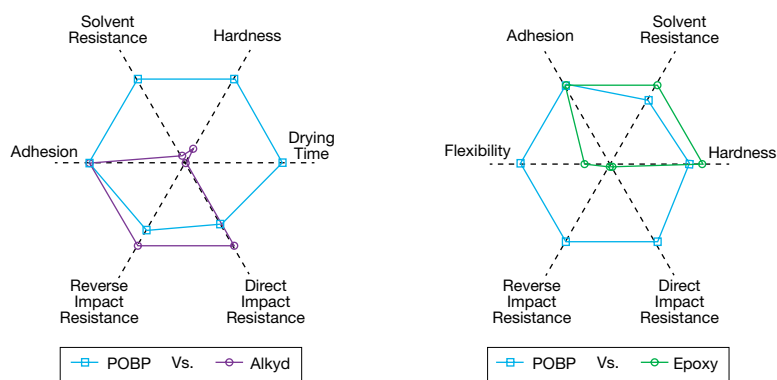 Solvent
Resistance
Hardness
Adhesion
Drying
Time
Reverse
Impact
Resistance
Direct
Impact
Resistance
POBP Vs. Alkyd
Adhesion
Solvent
Resistance
Flexibility
Hardness
Reverse
Impact
Resistance
Direct
Impact
Resistance
POBP Vs. Epoxy